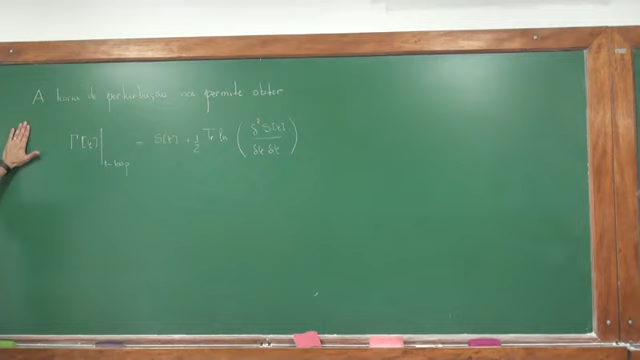 A teoria de perturbação nos permite obter
Γ[φ]|_{1-loop} = S[φ] + 1/2 Tr ln ( δ²S[φ] / δφ δφ )